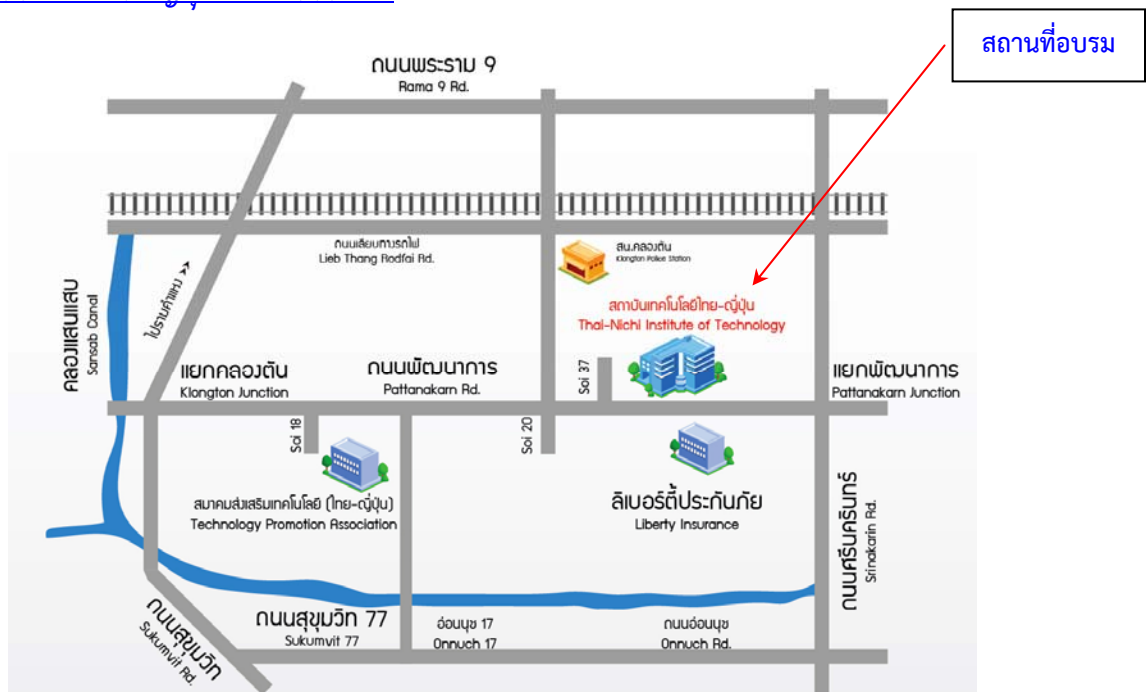 สถานที่อบรม
ถนนพระราม 9
Rama 9 Rd.
ถนนเลียบทางรถไฟ
Lieb Thang Rodfai Rd.
สน.คลองตัน
Klongton Police Station
คลองแสนแสบ
Sansab Canal
ไปรามคำแหง >>
สถาบันเทคโนโลยีไทย-ญี่ปุ่น
Thai-Nichi Institute of Technology
แยกคลองตัน
Klongton Junction
ถนนพัฒนาการ
Pattanakarn Rd.
Soi 37
แยกพัฒนาการ
Pattanakarn Junction
Soi 18
Soi 20
สมาคมส่งเสริมเทคโนโลยี (ไทย-ญี่ปุ่น)
Technology Promotion Association
ลิเบอร์ตี้ประกันภัย
Liberty Insurance
ถนนศรีนครินทร์
Srinakarin Rd.
ถนนสุขุมวิท
Sukumvit Rd.
ถนนสุขุมวิท 77
Sukumvit 77
อ่อนนุช 17
Onnuch 17
ถนนอ่อนนุช
Onnuch Rd.